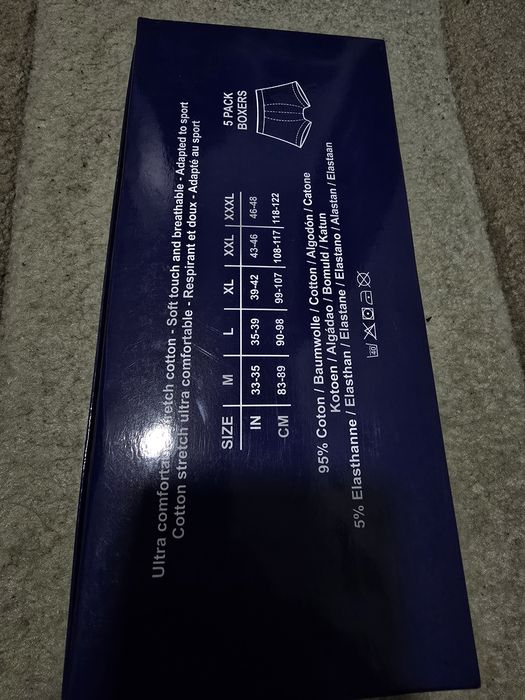 Ultra comfortable stretch cotton - Soft touch and breathable - Adapted to sport
Cotton stretch ultra comfortable - Respirant et doux - Adapté au sport
5 PACK
BOXERS
SIZE M L XL XXL XXXL
IN 33-35 35-39 39-42 43-46 46-48
CM 83-89 90-98 99-107 108-117 118-122
95% Coton / Baumwolle / Cotton / Algodón / Catone
Kotoen / Algádao / Bomuld / Katun
5% Elasthanne / Elasthan / Elastane / Elastano / Alastan / Elastaan
40